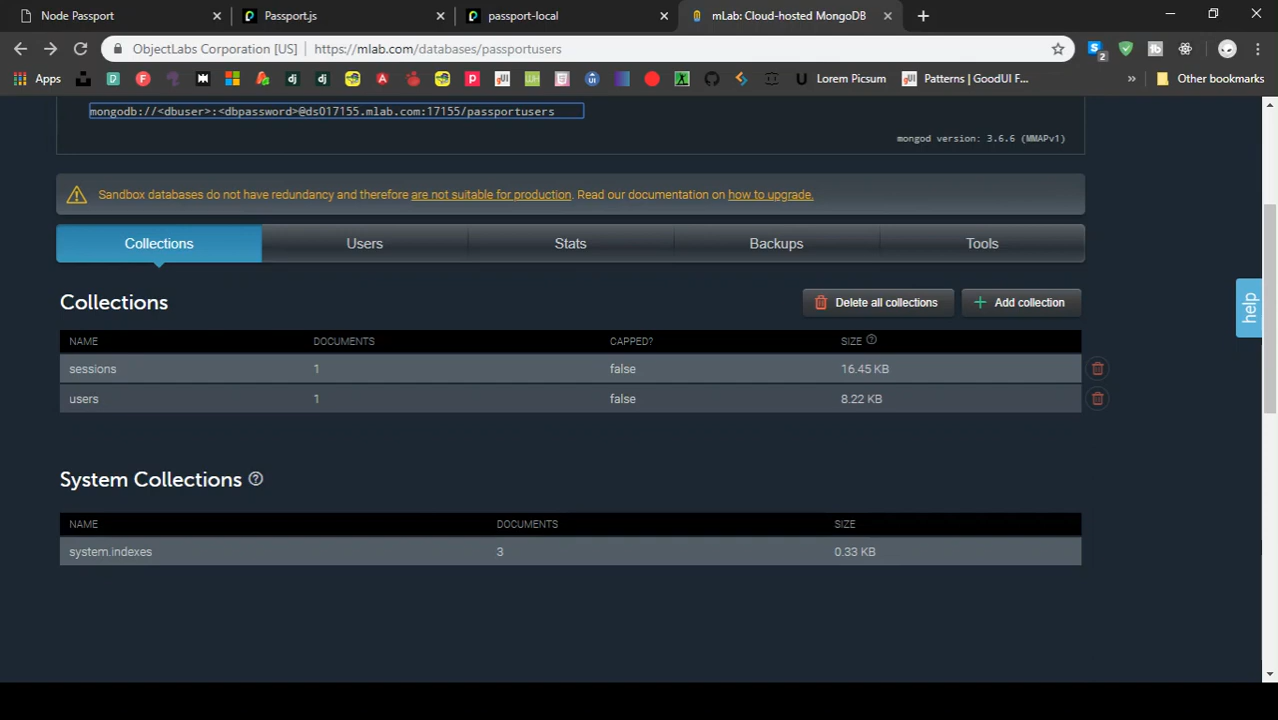 Node Passport
Passport.js
passport-local
mLab: Cloud-hosted MongoDB
ObjectLabs Corporation [US] | https://mlab.com/databases/passportusers
2
Apps
dj
dj
gUI
Lorem Picsum
gUI
Patterns | GoodUI F...
»
Other bookmarks
mongodb://<dbuser>:<dbpassword>@ds017155.mlab.com:17155/passportusers
mongod version: 3.6.6 (MMAPv1)
Sandbox databases do not have redundancy and therefore are not suitable for production. Read our documentation on how to upgrade.
Collections Users Stats Backups Tools
Collections
Delete all collections
Add collection
help
NAME DOCUMENTS CAPPED? SIZE ?
sessions 1 false 16.45 KB
users 1 false 8.22 KB
System Collections ?
NAME DOCUMENTS SIZE
system.indexes 3 0.33 KB